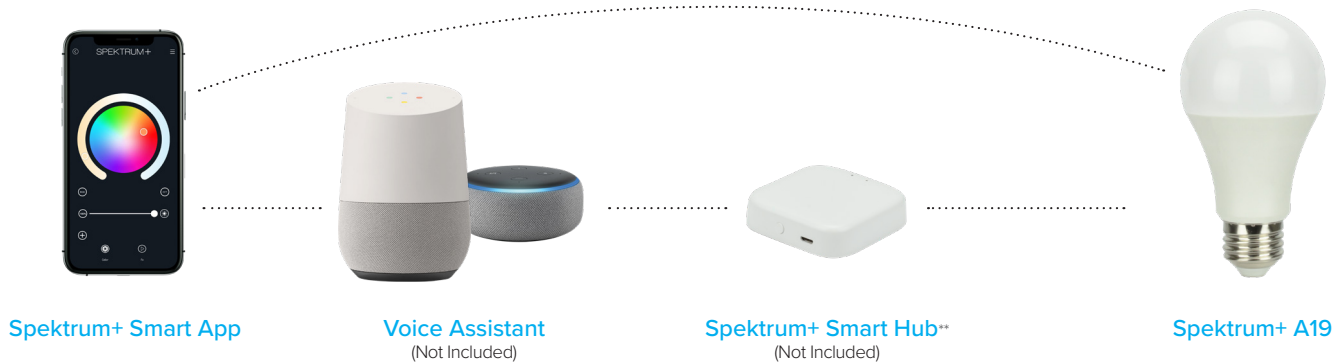 SPEKTRUM+
Spektrum+ Smart App
Voice Assistant
(Not Included)
Spektrum+ Smart Hub**
(Not Included)
Spektrum+ A19